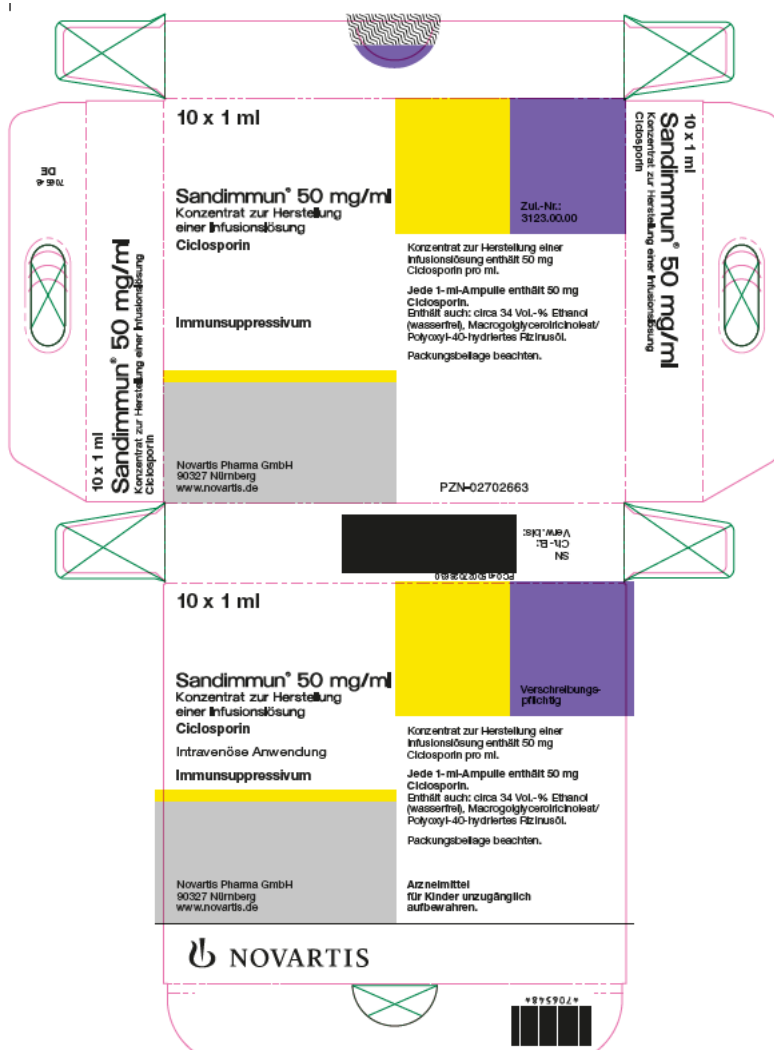 10 x 1 ml
Sandimmun® 50 mg/ml
Konzentrat zur Herstellung
einer Infusionslösung
Ciclosporin
Immunsuppressivum
Novartis Pharma GmbH
90327 Nürnberg
www.novartis.de
Zul.-Nr.:
3123.00.00
Konzentrat zur Herstellung einer
Infusionslösung enthält 50 mg
Ciclosporin pro ml.
Jede 1-ml-Ampulle enthält 50 mg
Ciclosporin.
Enthält auch: circa 34 Vol.-% Ethanol
(wasserfrei), Macrogolglycerolricinoleat/
Polyoxyl-40-hydriertes Rizinusöl.
Packungsbeilage beachten.
PZN-02702663
DE
10 x 1 ml
Sandimmun® 50 mg/ml
Konzentrat zur Herstellung einer Infusionslösung
Ciclosporin
10 x 1 ml
Sandimmun® 50 mg/ml
Konzentrat zur Herstellung einer Infusionslösung
Ciclosporin
SN
Ch.-B.:
Verw. bis:
10 x 1 ml
Sandimmun® 50 mg/ml
Konzentrat zur Herstellung
einer Infusionslösung
Ciclosporin
Intravenöse Anwendung
Immunsuppressivum
Novartis Pharma GmbH
90327 Nürnberg
www.novartis.de
Verschreibungs-
pflichtig
Konzentrat zur Herstellung einer
Infusionslösung enthält 50 mg
Ciclosporin pro ml.
Jede 1-ml-Ampulle enthält 50 mg
Ciclosporin.
Enthält auch: circa 34 Vol.-% Ethanol
(wasserfrei), Macrogolglycerolricinoleat/
Polyoxyl-40-hydriertes Rizinusöl.
Packungsbeilage beachten.
Arzneimittel
für Kinder unzugänglich
aufbewahren.
NOVARTIS
*706548*